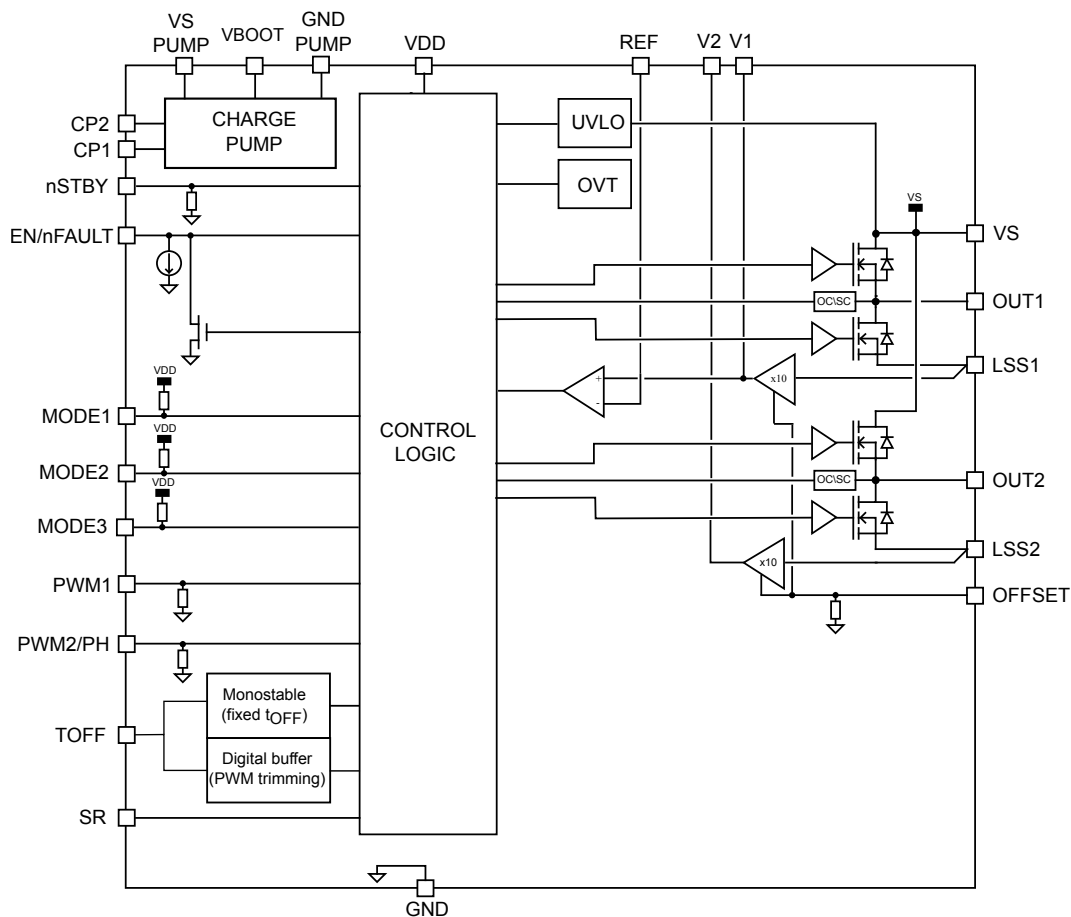 VS
PUMP
VBOOT
GND
PUMP
VDD
REF
V2
V1
CP2
CP1
CHARGE
PUMP
UVLO
nSTBY
OVT
VS
EN/nFAULT
VS
OC\SC
OUT1
LSS1
VDD
x10
+
-
MODE1
VDD
CONTROL
LOGIC
MODE2
VDD
OC\SC
OUT2
MODE3
LSS2
x10
PWM1
OFFSET
PWM2/PH
Monostable
(fixed tOFF)
TOFF
Digital buffer
(PWM trimming)
SR
GND